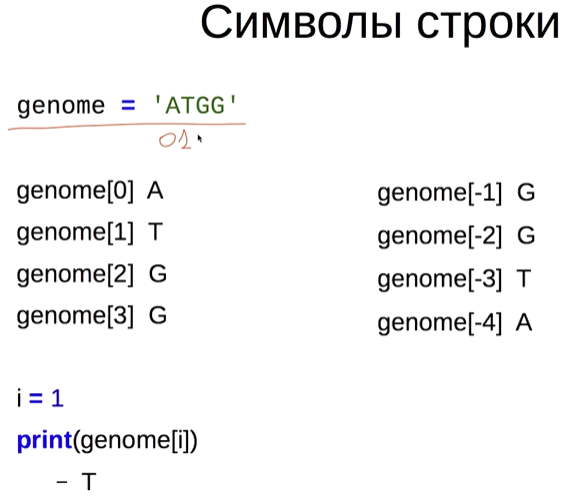 Символы строки
genome = 'ATGG'
01
genome[0] A
genome[1] T
genome[2] G
genome[3] G
genome[-1] G
genome[-2] G
genome[-3] T
genome[-4] A
i = 1
print(genome[i])
– T